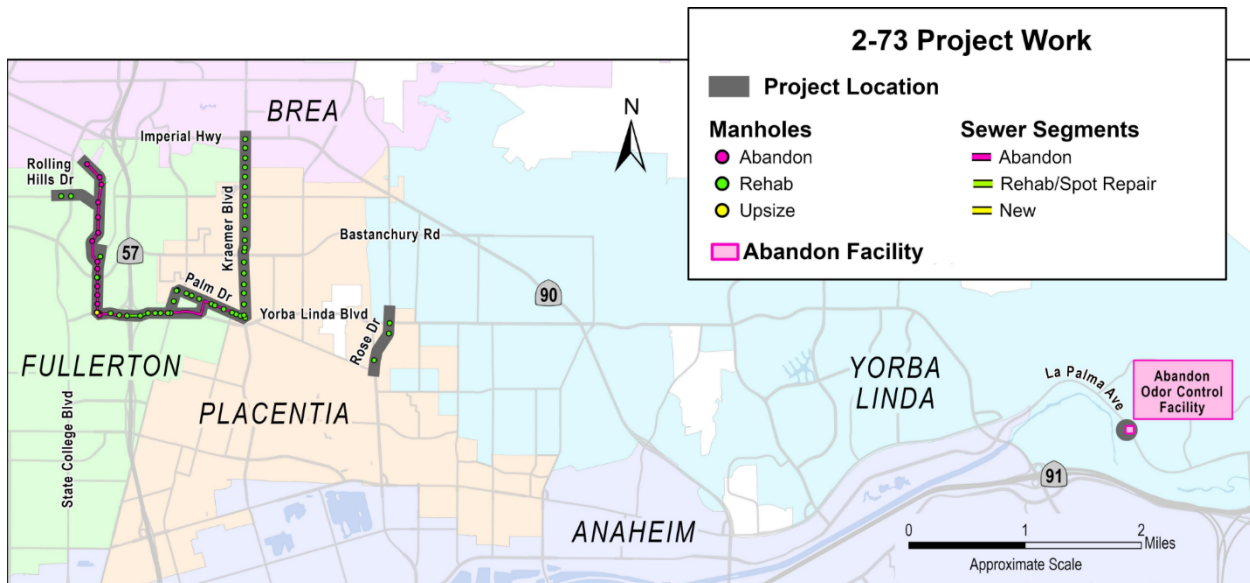 2-73 Project Work
Project Location
Manholes
Abandon
Rehab
Upsize
Sewer Segments
Abandon
Rehab/Spot Repair
New
Abandon Facility
N
BREA
Imperial Hwy
Rolling
Hills Dr
Kraemer Blvd
Bastanchury Rd
57
Palm Dr
90
Yorba Linda Blvd
Rose Dr
FULLERTON
PLACENTIA
State College Blvd
YORBA
LINDA
La Palma Ave
Abandon
Odor Control
Facility
91
ANAHEIM
0 1 2
Miles
Approximate Scale